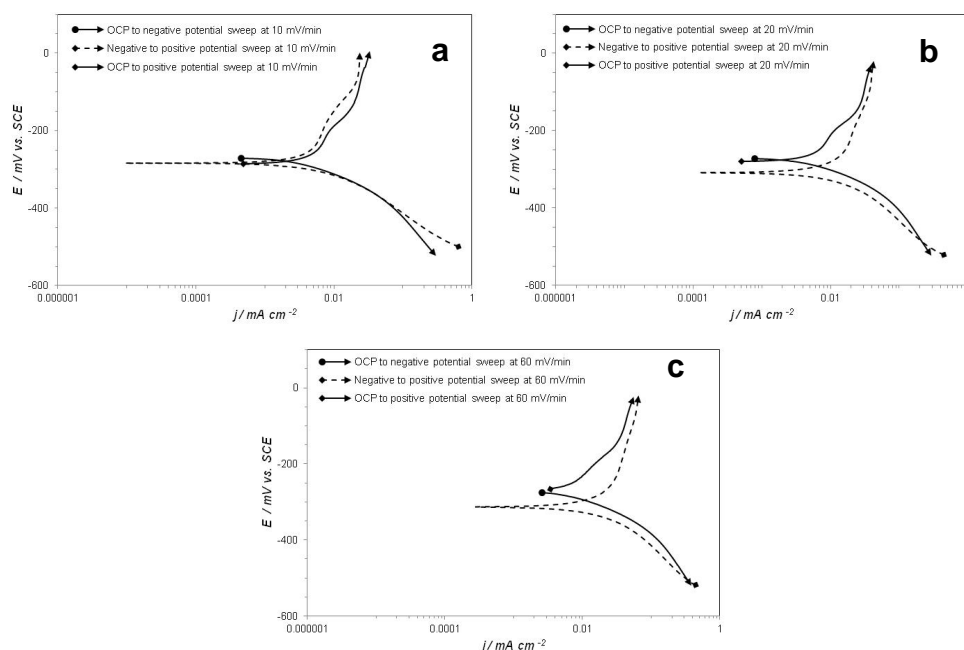 a
OCP to negative potential sweep at 10 mV/min
Negative to positive potential sweep at 10 mV/min
OCP to positive potential sweep at 10 mV/min
E / mV vs. SCE
0
-200
-400
-600
0.000001
0.0001
0.01
1
j / mA cm-2
b
OCP to negative potential sweep at 20 mV/min
Negative to positive potential sweep at 20 mV/min
OCP to positive potential sweep at 20 mV/min
E / mV vs. SCE
0
-200
-400
-600
0.000001
0.0001
0.01
j / mA cm-2
c
OCP to negative potential sweep at 60 mV/min
Negative to positive potential sweep at 60 mV/min
OCP to positive potential sweep at 60 mV/min
E / mV vs. SCE
0
-200
-400
-600
0.000001
0.0001
0.01
1
j / mA cm-2